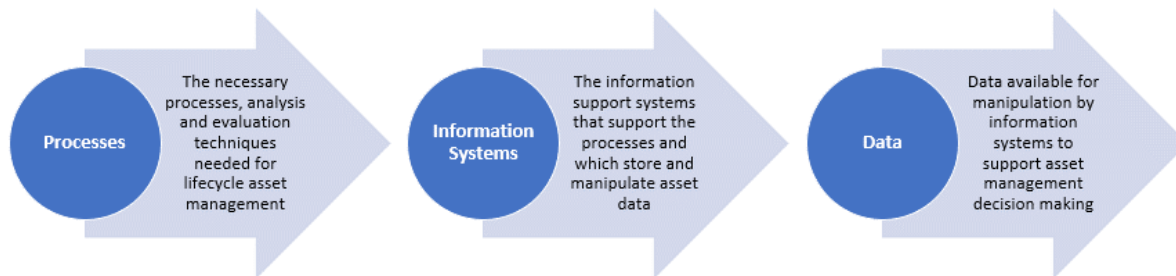 Processes
The necessary
processes, analysis
and evaluation
techniques
needed for
lifecycle asset
management
Information
Systems
The information
support systems
that support the
processes and
which store and
manipulate asset
data
Data
Data available for
manipulation by
information
systems to
support asset
management
decision making